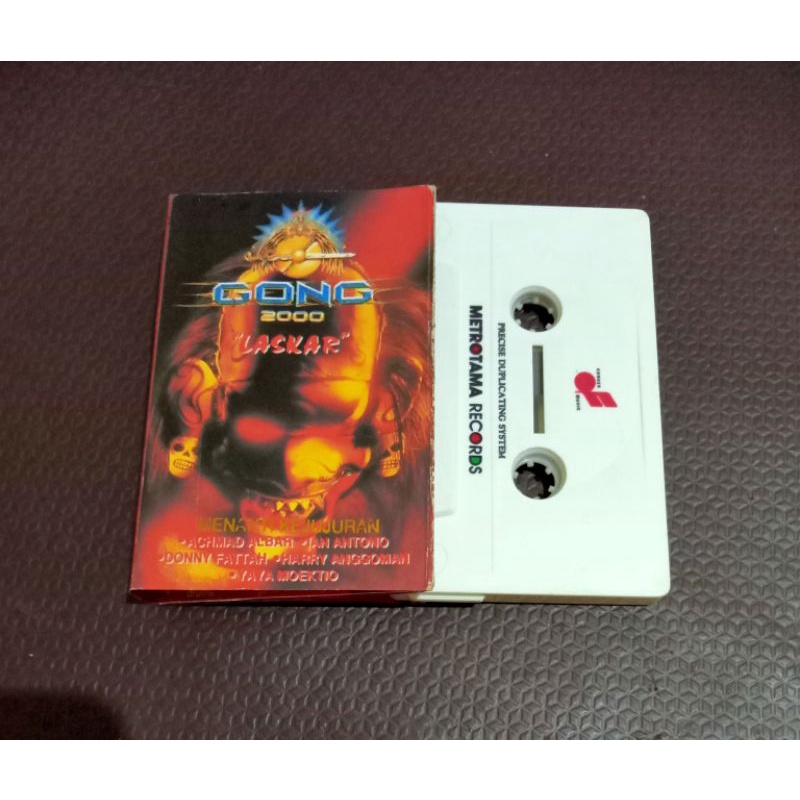 GONG
2000
"LASKAR"
MENANTI KEJUJURAN
•ACHMAD ALBAR •IAN ANTONO
•DONNY FATTAH •HARRY ANGGOMAN
•YAYA MOEKTIO
PRECISE DUPLICATING SYSTEM
METROTAMA RECORDS